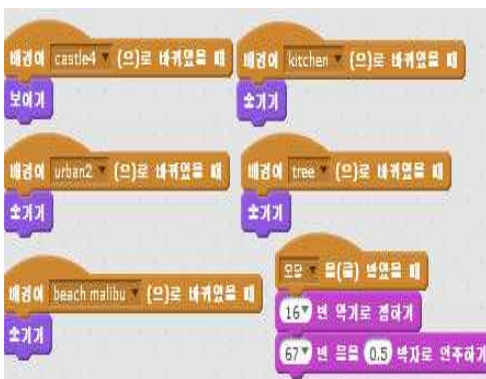 배경이 castle4 (으)로 바뀌었을 때
보이기
배경이 kitchen (으)로 바뀌었을 때
숨기기
배경이 urban2 (으)로 바뀌었을 때
숨기기
배경이 tree (으)로 바뀌었을 때
숨기기
배경이 beach malibu (으)로 바뀌었을 때
숨기기
을(를) 받았을 때
16 번 악기로 정하기
67 번 음을 0.5 박자로 연주하기